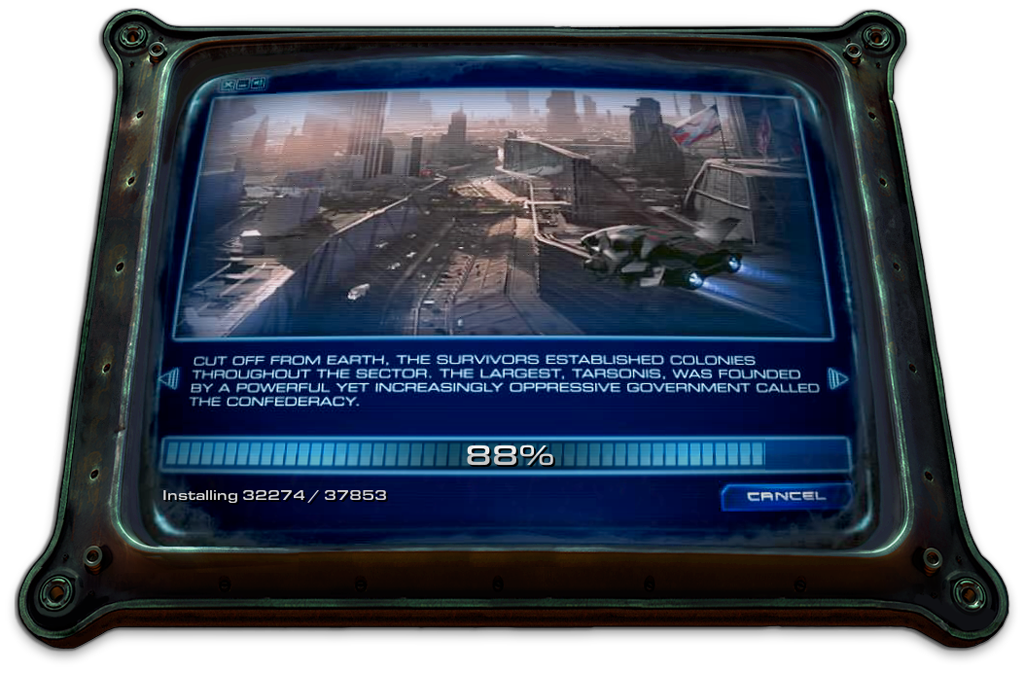 CUT OFF FROM EARTH, THE SURVIVORS ESTABLISHED COLONIES
THROUGHOUT THE SECTOR. THE LARGEST, TARSONIS, WAS FOUNDED
BY A POWERFUL YET INCREASINGLY OPPRESSIVE GOVERNMENT CALLED
THE CONFEDERACY.
88%
Installing 32274 / 37853
CANCEL